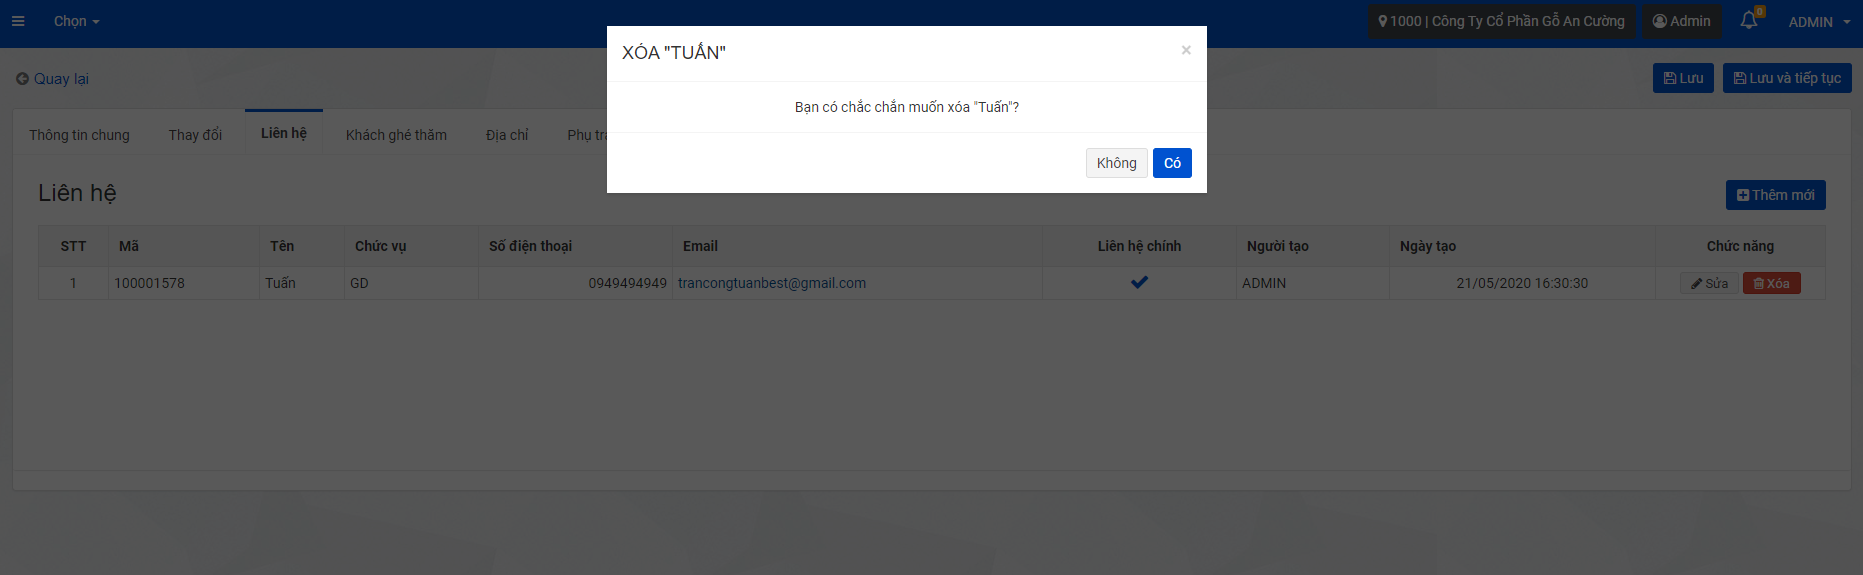 Chọn
1000 | Công Ty Cổ Phần Gỗ An Cường
Admin
0
ADMIN
XÓA "TUẤN"
×
Bạn có chắc chắn muốn xóa "Tuấn"?
Không Có
Quay lại
Lưu
Lưu và tiếp tục
Thông tin chung Thay đổi Liên hệ Khách ghé thăm Địa chỉ Phụ
Liên hệ
Thêm mới
STT Mã Tên Chức vụ Số điện thoại Email Liên hệ chính Người tạo Ngày tạo Chức năng
1 100001578 Tuấn GD 0949494949 trancongtuanbest@gmail.com ADMIN 21/05/2020 16:30:30 Sửa Xóa